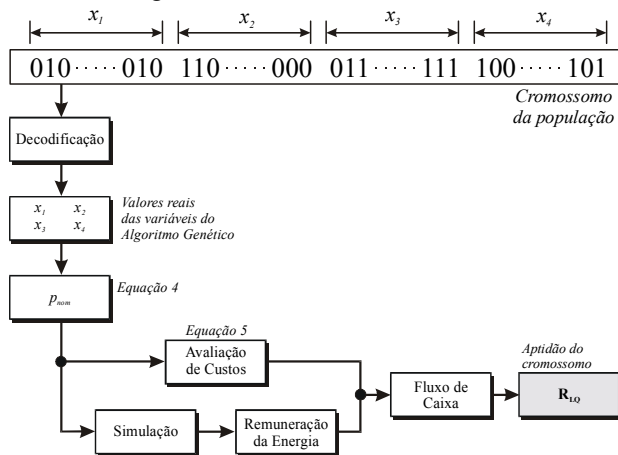 x₁ x₂ x₃ x₄
010·····010 110·····000 011·····111 100·····101
Cromossomo
da população
Decodificação
x₁ x₂
x₃ x₄
Valores reais
das variáveis do
Algoritmo Genético
pₙₒₘ
Equação 4
Equação 5
Avaliação
de Custos
Simulação
Remuneração
da Energia
Fluxo de
Caixa
Aptidão do
cromossomo
R_LQ